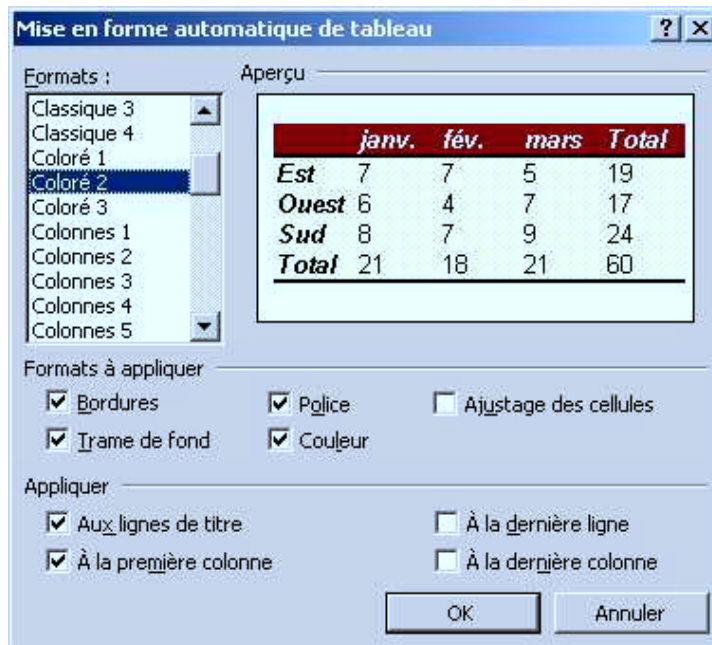 Mise en forme automatique de tableau
Formats :
Classique 3
Classique 4
Coloré 1
Coloré 2
Coloré 3
Colonnes 1
Colonnes 2
Colonnes 3
Colonnes 4
Colonnes 5
Aperçu
janv. fév. mars Total
Est 7 7 5 19
Ouest 6 4 7 17
Sud 8 7 9 24
Total 21 18 21 60
Formats à appliquer
Bordures Police Ajustage des cellules
Trame de fond Couleur
Appliquer
Aux lignes de titre À la dernière ligne
À la première colonne À la dernière colonne
OK Annuler